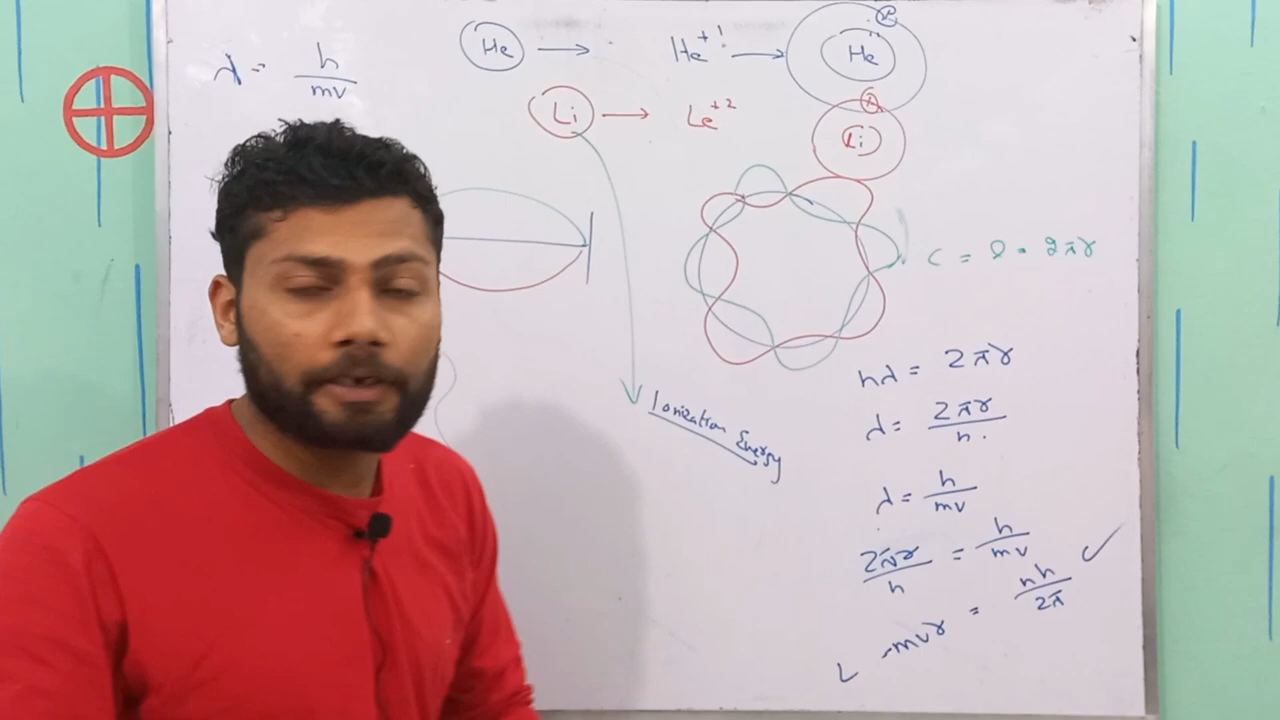 λ = h/mv
He → He⁺¹ → He
Li → Le⁺² Li
C = l = 2πr
nλ = 2πr
λ = 2πr/n.
λ = h/mv
2πr/n = h/mv
L mvr = nh/2π ✓
Ionization Energy